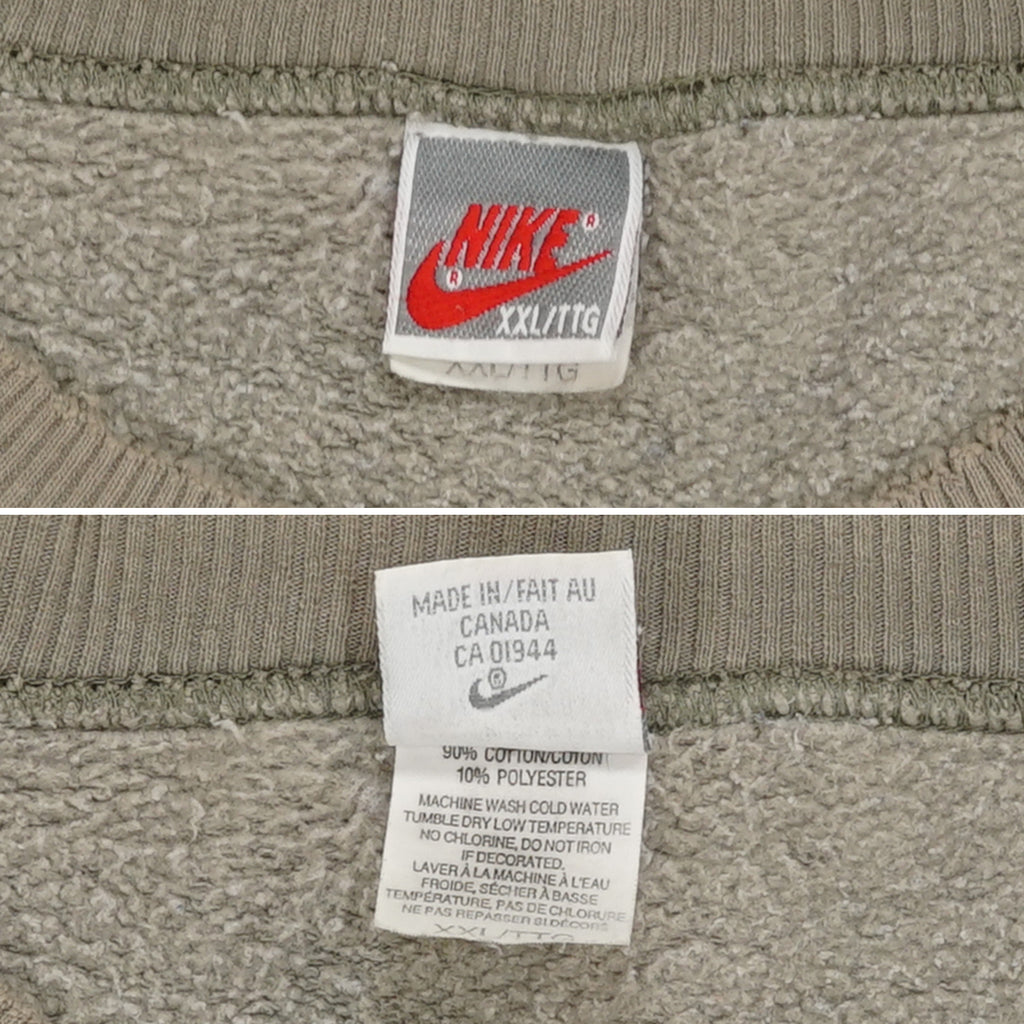 NIKE
XXL/TTG
XXL/TTG
MADE IN/FAIT AU
CANADA
CA 01944
90% COTTON/COTON
10% POLYESTER
MACHINE WASH COLD WATER
TUMBLE DRY LOW TEMPERATURE
NO CHLORINE, DO NOT IRON
IF DECORATED.
LAVER À LA MACHINE À L'EAU
FROIDE, SÉCHER À BASSE
TEMPÉRATURE, PAS DE CHLORURE
NE PAS REPASSER SI DÉCORÉ
XXL/TTG